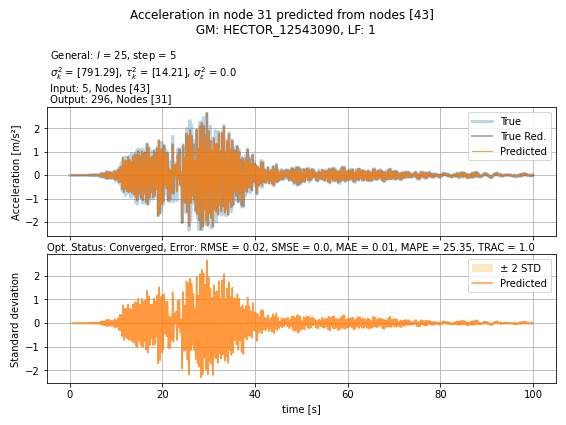 Acceleration in node 31 predicted from nodes [43]
GM: HECTOR_12543090, LF: 1
General: l = 25, step = 5
σ²ₖ = [791.29], τ²ₖ = [14.21], σ²ε = 0.0
Input: 5, Nodes [43]
Output: 296, Nodes [31]
True
True Red.
Predicted
Acceleration [m/s²]
2
1
0
−1
−2
Opt. Status: Converged, Error: RMSE = 0.02, SMSE = 0.0, MAE = 0.01, MAPE = 25.35, TRAC = 1.0
± 2 STD
Predicted
Standard deviation
2
1
0
−1
−2
0 20 40 60 80 100
time [s]